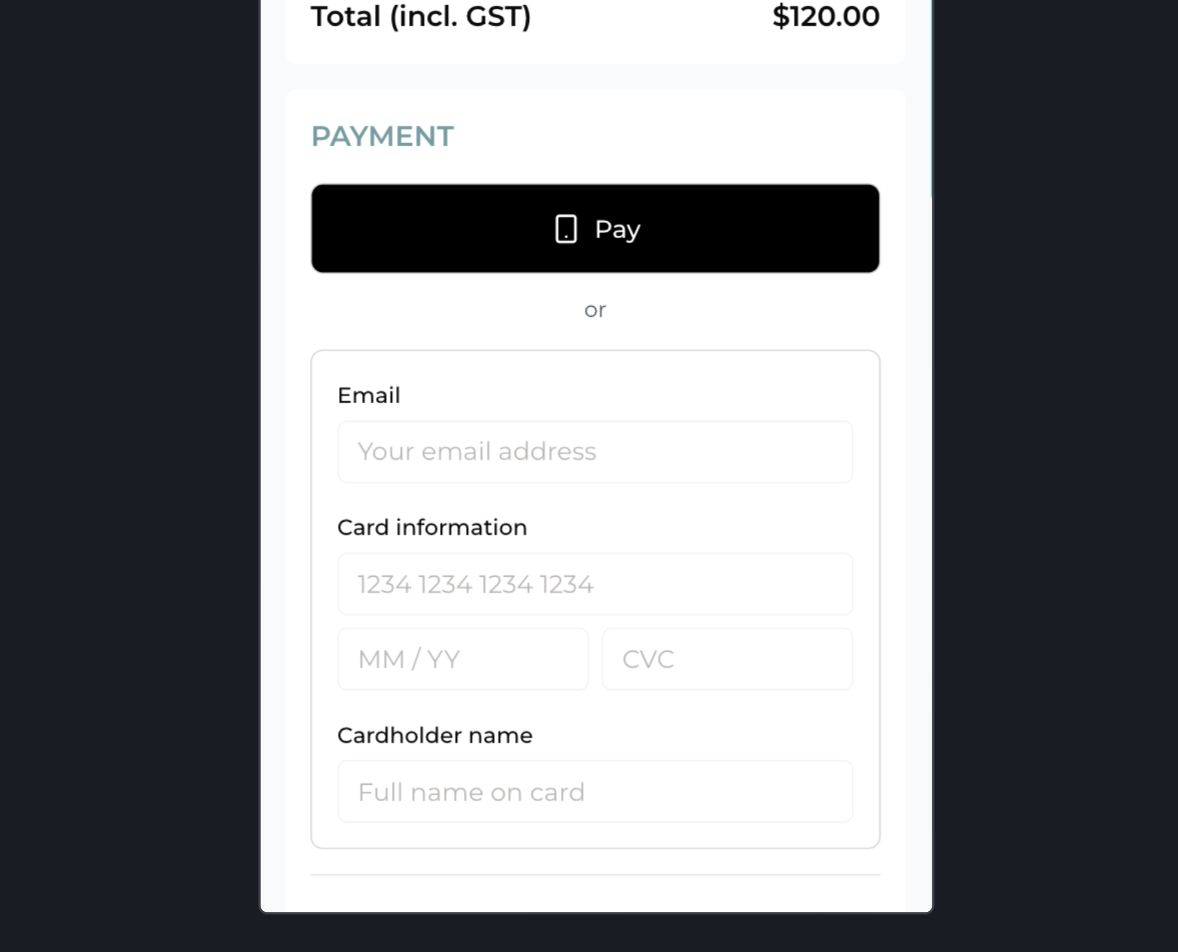 Total (incl. GST) $120.00
PAYMENT
Pay
or
Email
Your email address
Card information
1234 1234 1234 1234
MM / YY CVC
Cardholder name
Full name on card